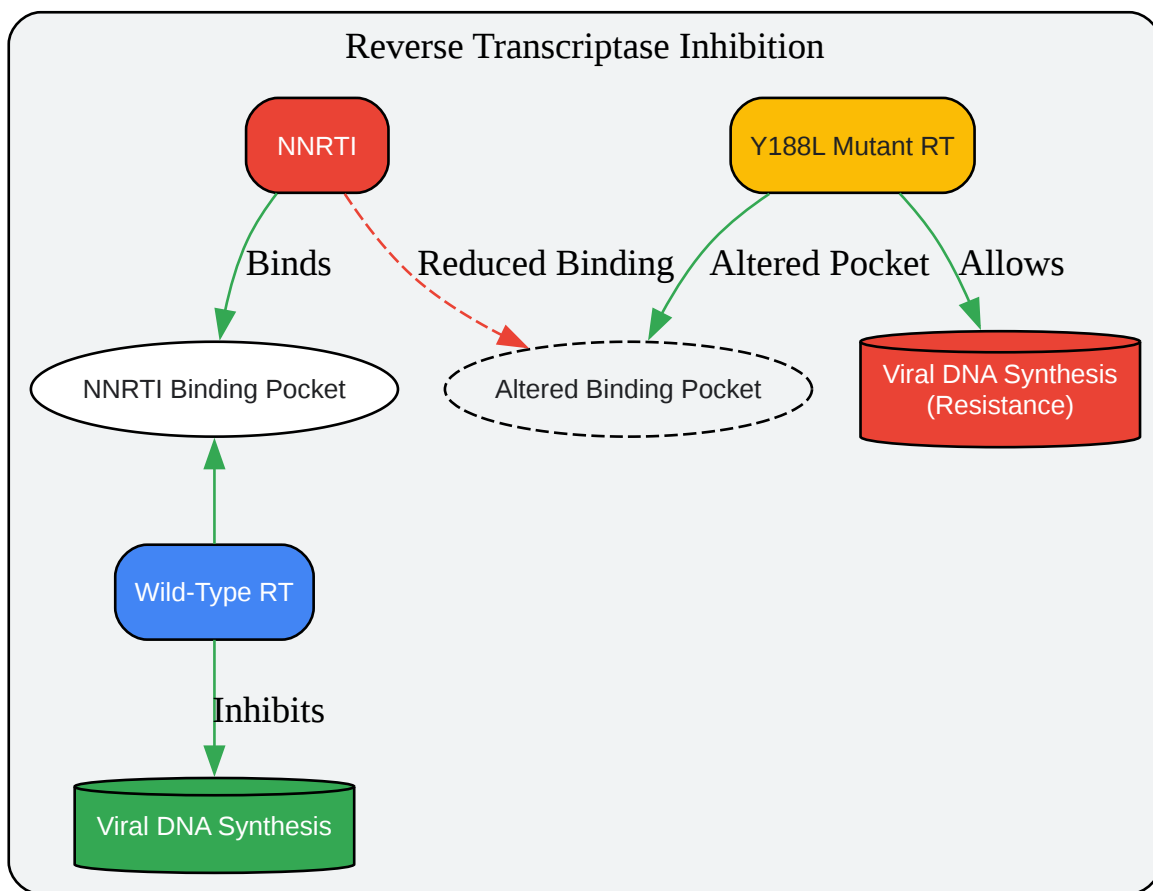 Reverse Transcriptase Inhibition
NNRTI
Y188L Mutant RT
Binds
Reduced Binding
Altered Pocket
Allows
NNRTI Binding Pocket
Altered Binding Pocket
Viral DNA Synthesis
(Resistance)
Wild-Type RT
Inhibits
Viral DNA Synthesis